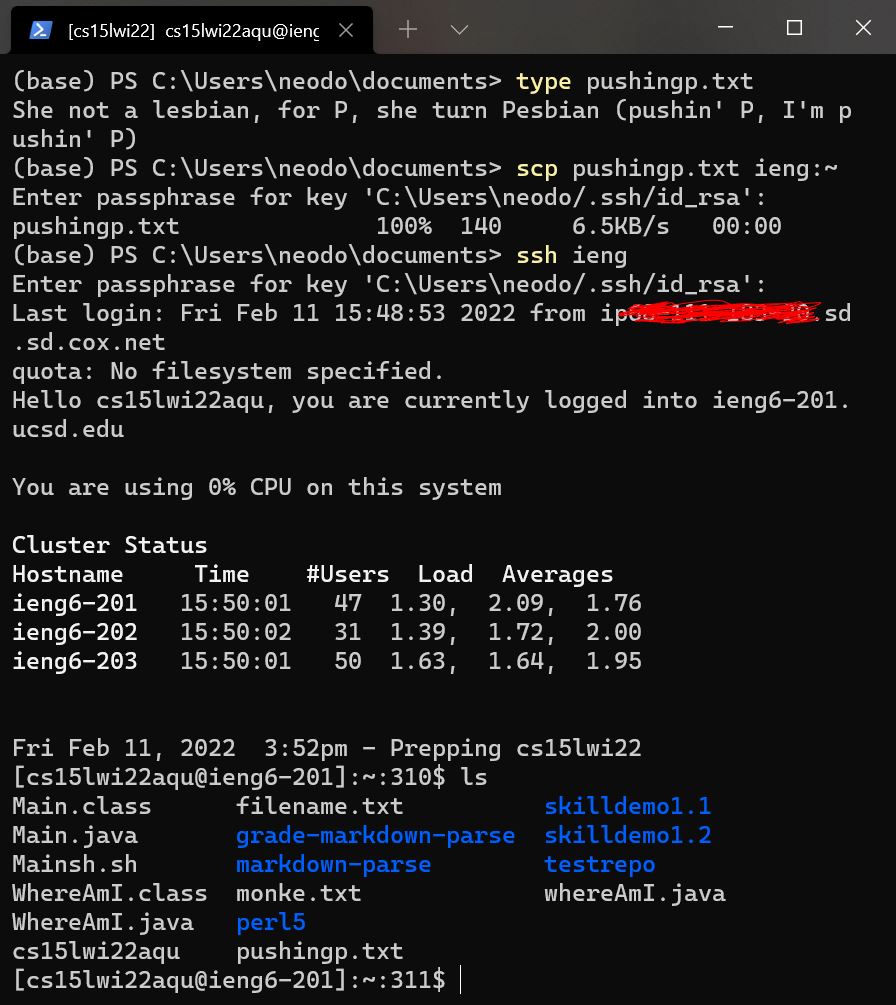 [cs15lwi22] cs15lwi22aqu@ieng
(base) PS C:\Users\neodo\documents> type pushingp.txt
She not a lesbian, for P, she turn Pesbian (pushin' P, I'm p
ushin' P)
(base) PS C:\Users\neodo\documents> scp pushingp.txt ieng:~
Enter passphrase for key 'C:\Users\neodo/.ssh/id_rsa':
pushingp.txt 100% 140 6.5KB/s 00:00
(base) PS C:\Users\neodo\documents> ssh ieng
Enter passphrase for key 'C:\Users\neodo/.ssh/id_rsa':
Last login: Fri Feb 11 15:48:53 2022 from .sd
.sd.cox.net
quota: No filesystem specified.
Hello cs15lwi22aqu, you are currently logged into ieng6-201.
ucsd.edu
You are using 0% CPU on this system
Cluster Status
Hostname Time #Users Load Averages
ieng6-201 15:50:01 47 1.30, 2.09, 1.76
ieng6-202 15:50:02 31 1.39, 1.72, 2.00
ieng6-203 15:50:01 50 1.63, 1.64, 1.95
Fri Feb 11, 2022 3:52pm - Prepping cs15lwi22
[cs15lwi22aqu@ieng6-201]:~:310$ ls
Main.class filename.txt skilldemo1.1
Main.java grade-markdown-parse skilldemo1.2
Mainsh.sh markdown-parse testrepo
WhereAmI.class monke.txt whereAmI.java
WhereAmI.java perl5
cs15lwi22aqu pushingp.txt
[cs15lwi22aqu@ieng6-201]:~:311$